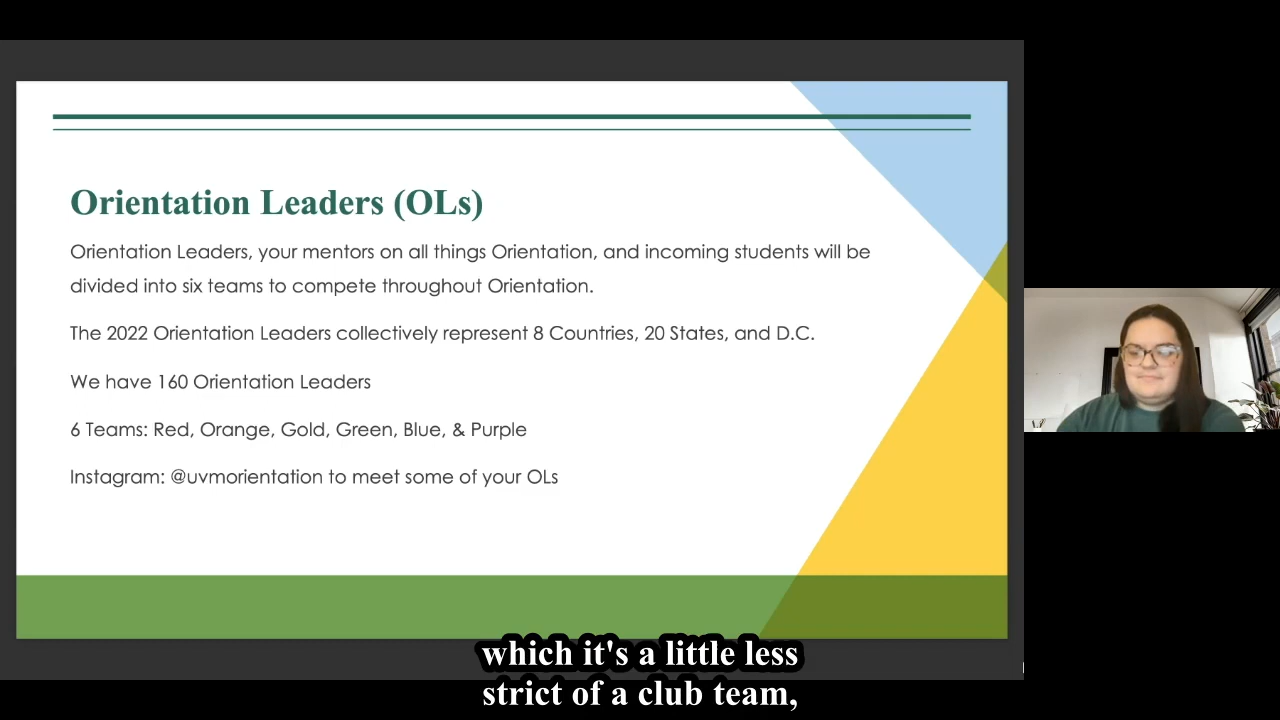 Orientation Leaders (OLs)
Orientation Leaders, your mentors on all things Orientation, and incoming students will be
divided into six teams to compete throughout Orientation.
The 2022 Orientation Leaders collectively represent 8 Countries, 20 States, and D.C.
We have 160 Orientation Leaders
6 Teams: Red, Orange, Gold, Green, Blue, & Purple
Instagram: @uvmorientation to meet some of your OLs
which it's a little less
strict of a club team,